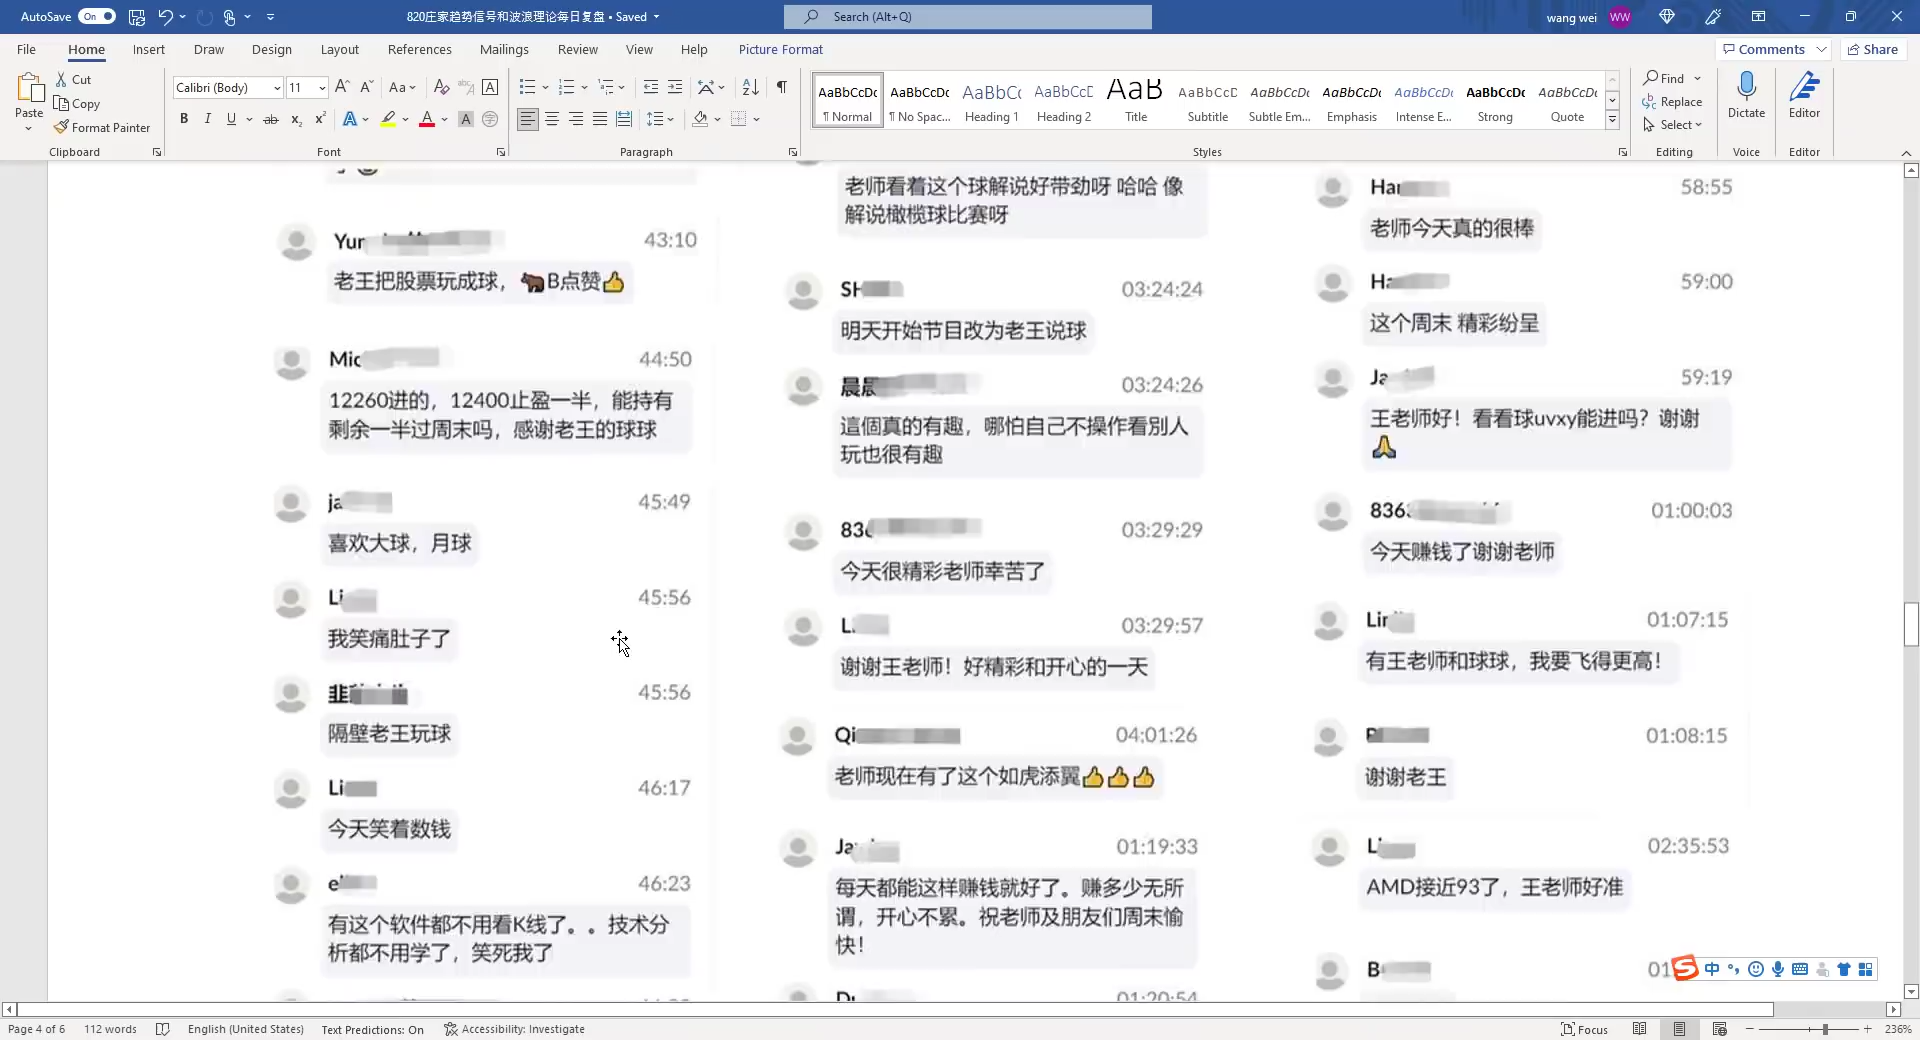 AutoSave
On
820庄家趋势信号和波浪理论每日复盘 • Saved
Search (Alt+Q)
wang wei
WW
File
Home
Insert
Draw
Design
Layout
References
Mailings
Review
View
Help
Picture Format
Comments
Share
Paste
Cut
Copy
Format Painter
Clipboard
Calibri (Body)
11
Font
Paragraph
AaBbCcDc
¶ Normal
AaBbCcDc
¶ No Spac...
AaBbCc
Heading 1
AaBbCcD
Heading 2
AaB
Title
AaBbCcD
Subtitle
AaBbCcDc
Subtle Em...
AaBbCcDc
Emphasis
AaBbCcDc
Intense E...
AaBbCcDc
Strong
AaBbCcDc
Quote
Styles
Find
Replace
Select
Editing
Dictate
Voice
Editor
Editor
43:10
老王把股票玩成球，🐂B点赞👍
44:50
12260进的，12400止盈一半，能持有
剩余一半过周末吗，感谢老王的球球
45:49
喜欢大球，月球
45:56
我笑痛肚子了
45:56
隔壁老王玩球
46:17
今天笑着数钱
46:23
有这个软件都不用看K线了。。技术分
析都不用学了，笑死我了
老师看着这个球解说好带劲呀 哈哈 像
解说橄榄球比赛呀
03:24:24
明天开始节目改为老王说球
03:24:26
這個真的有趣，哪怕自己不操作看別人
玩也很有趣
03:29:29
今天很精彩老师幸苦了
03:29:57
谢谢王老师！好精彩和开心的一天
04:01:26
老师现在有了这个如虎添翼👍👍👍
01:19:33
每天都能这样赚钱就好了。赚多少无所
谓，开心不累。祝老师及朋友们周末愉
快！
01:20:54
58:55
老师今天真的很棒
59:00
这个周末 精彩纷呈
59:19
王老师好！看看球uvxy能进吗？谢谢
🙏
01:00:03
今天赚钱了谢谢老师
01:07:15
有王老师和球球，我要飞得更高！
01:08:15
谢谢老王
02:35:53
AMD接近93了，王老师好准
中
Page 4 of 6
112 words
English (United States)
Text Predictions: On
Accessibility: Investigate
Focus
236%